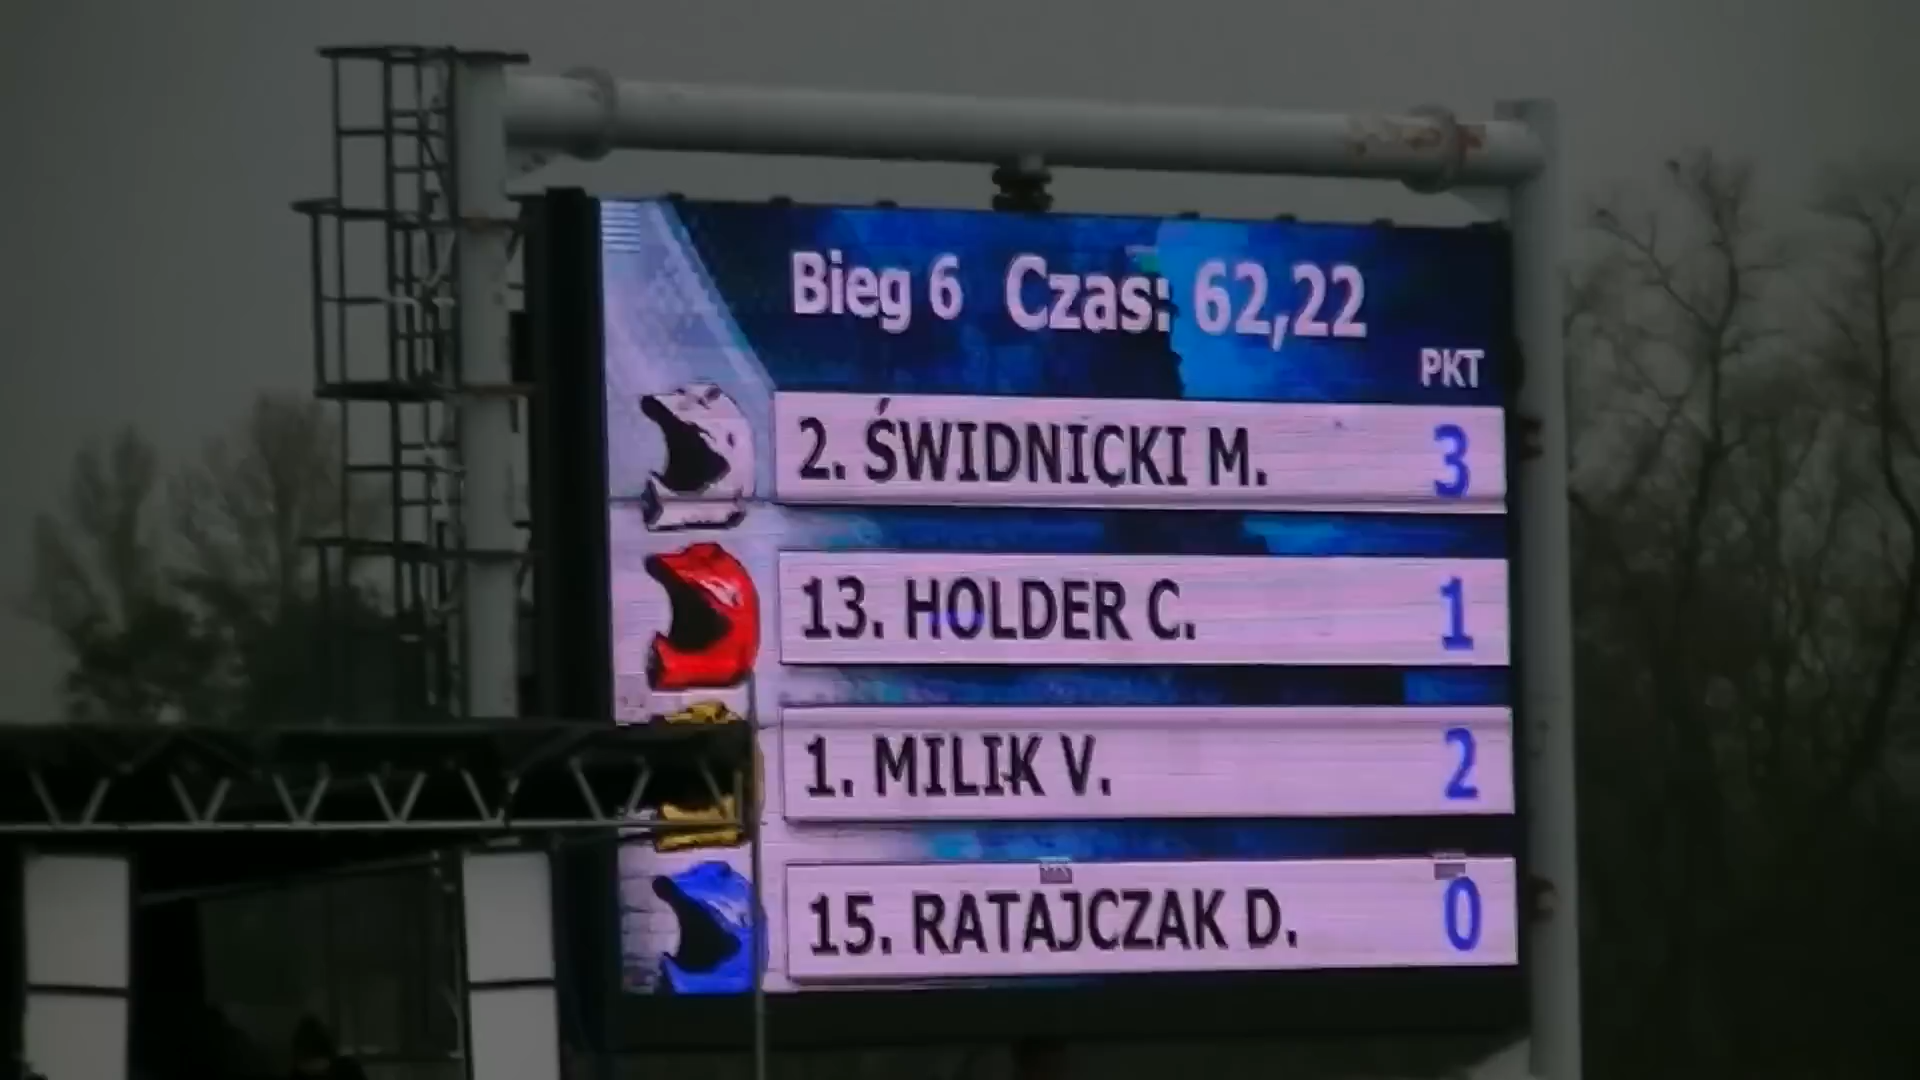 Bieg 6 Czas: 62,22
PKT
2. ŚWIDNICKI M. 3
13. HOLDER C. 1
1. MILIK V. 2
15. RATAJCZAK D. 0